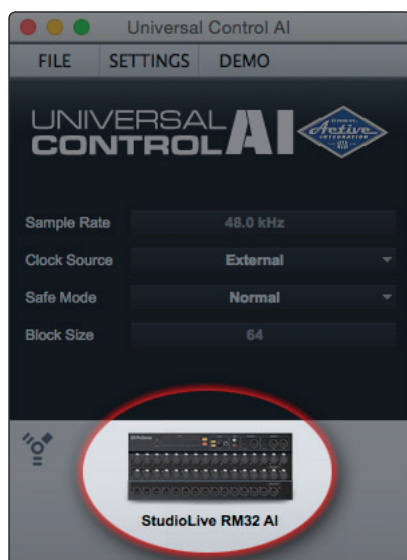 Universal Control AI
FILE SETTINGS DEMO
UNIVERSAL
CONTROL AI Active
INTEGRATION
Sample Rate 48.0 kHz
Clock Source External
Safe Mode Normal
Block Size 64
StudioLive RM32 AI